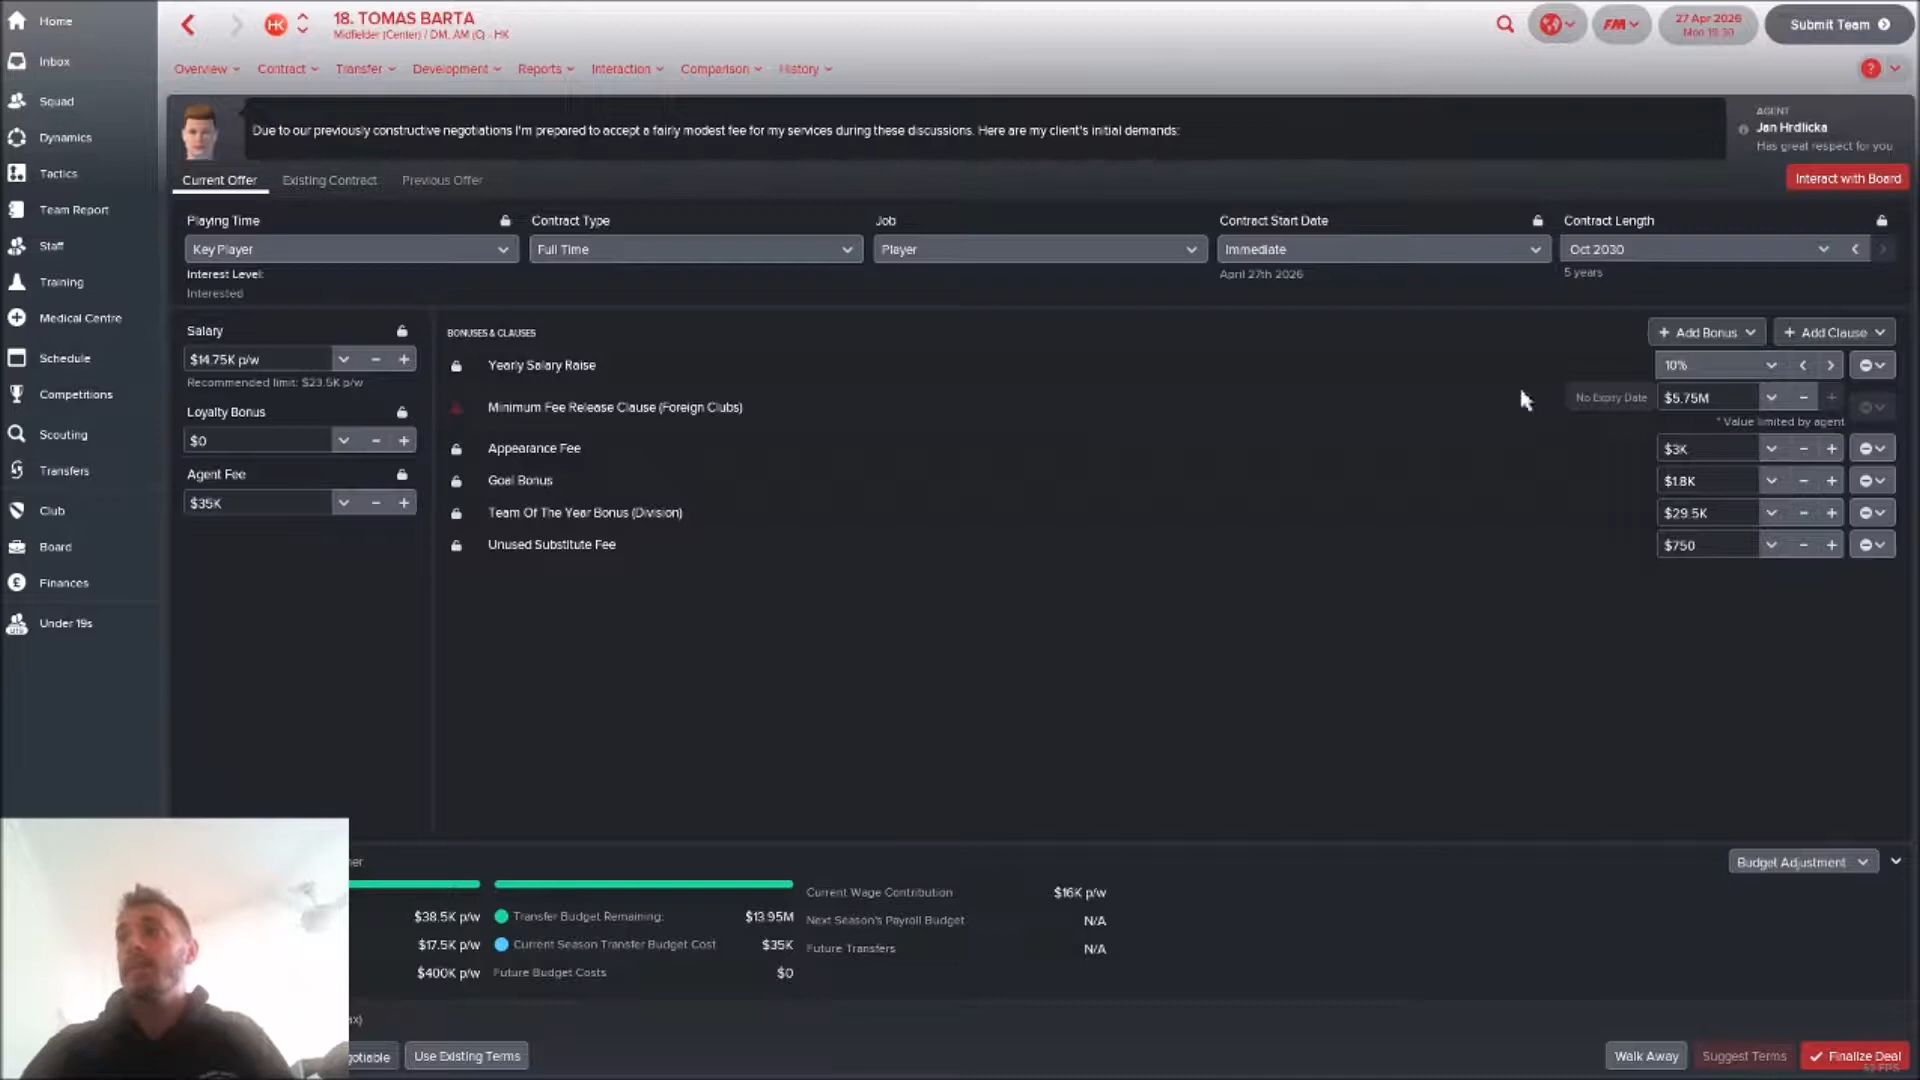 Home
Inbox
Squad
Dynamics
Tactics
Team Report
Staff
Training
Medical Centre
Schedule
Competitions
Scouting
Transfers
Club
Board
Finances
Under 19s
HK
18. TOMAS BARTA
Midfielder (Center) / DM, AM (C) - HK
FM
27 Apr 2026
Mon 19:30
Submit Team
Overview
Contract
Transfer
Development
Reports
Interaction
Comparison
History
?
Due to our previously constructive negotiations I'm prepared to accept a fairly modest fee for my services during these discussions. Here are my client's initial demands:
AGENT
Jan Hrdlicka
Has great respect for you
Current Offer
Existing Contract
Previous Offer
Interact with Board
Playing Time
Contract Type
Job
Contract Start Date
Contract Length
Key Player
Full Time
Player
Immediate
Oct 2030
Interest Level:
Interested
April 27th 2026
5 years
Salary
$14.75K p/w
Recommended limit: $23.5K p/w
Loyalty Bonus
$0
Agent Fee
$35K
BONUSES & CLAUSES
+ Add Bonus
+ Add Clause
Yearly Salary Raise
10%
Minimum Fee Release Clause (Foreign Clubs)
No Expiry Date
$5.75M
* Value limited by agent
Appearance Fee
$3K
Goal Bonus
$1.8K
Team Of The Year Bonus (Division)
$29.5K
Unused Substitute Fee
$750
Budget Adjustment
$38.5K p/w
Transfer Budget Remaining:
$13.95M
Current Wage Contribution
$16K p/w
$17.5K p/w
Current Season Transfer Budget Cost
$35K
Next Season's Payroll Budget
N/A
$400K p/w
Future Budget Costs
$0
Future Transfers
N/A
Use Existing Terms
Walk Away
Suggest Terms
Finalize Deal